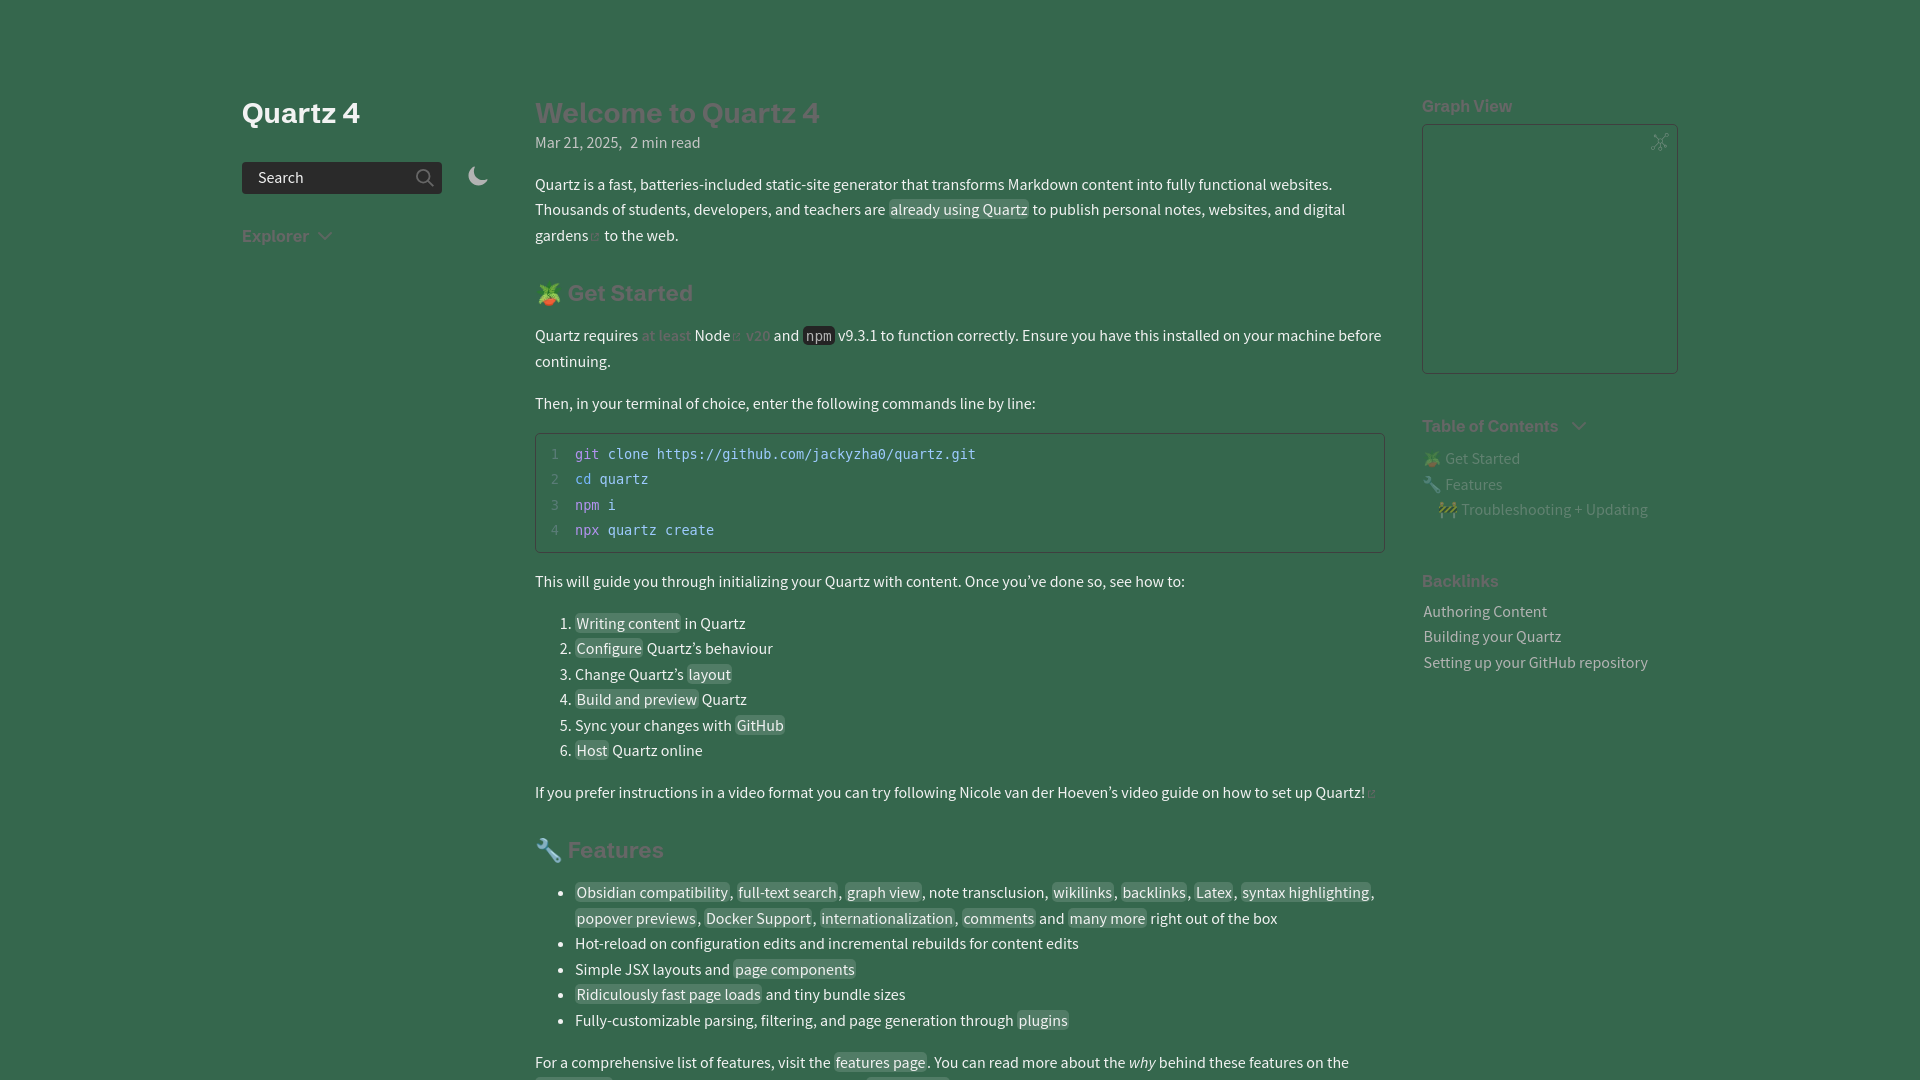 Quartz 4
Search
Explorer
Welcome to Quartz 4
Mar 21, 2025, 2 min read
Quartz is a fast, batteries-included static-site generator that transforms Markdown content into fully functional websites.
Thousands of students, developers, and teachers are already using Quartz to publish personal notes, websites, and digital
gardens to the web.
🪴 Get Started
Quartz requires at least Node v20 and npm v9.3.1 to function correctly. Ensure you have this installed on your machine before
continuing.
Then, in your terminal of choice, enter the following commands line by line:
1 git clone https://github.com/jackyzha0/quartz.git
2 cd quartz
3 npm i
4 npx quartz create
This will guide you through initializing your Quartz with content. Once you’ve done so, see how to:
1. Writing content in Quartz
2. Configure Quartz’s behaviour
3. Change Quartz’s layout
4. Build and preview Quartz
5. Sync your changes with GitHub
6. Host Quartz online
If you prefer instructions in a video format you can try following Nicole van der Hoeven’s video guide on how to set up Quartz!
🔧 Features
• Obsidian compatibility, full-text search, graph view, note transclusion, wikilinks, backlinks, Latex, syntax highlighting,
popover previews, Docker Support, internationalization, comments and many more right out of the box
• Hot-reload on configuration edits and incremental rebuilds for content edits
• Simple JSX layouts and page components
• Ridiculously fast page loads and tiny bundle sizes
• Fully-customizable parsing, filtering, and page generation through plugins
For a comprehensive list of features, visit the features page. You can read more about the why behind these features on the
Graph View
Table of Contents
🪴 Get Started
🔧 Features
🚧 Troubleshooting + Updating
Backlinks
Authoring Content
Building your Quartz
Setting up your GitHub repository